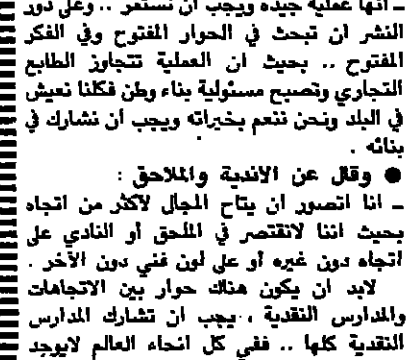 ـ انها عملية جيدة ويجب ان تستمر .. وعلى دور
النشر ان تبحث في الحوار المفتوح وفي الفكر
المفتوح .. بحيث ان العملية تتجاوز الطابع
التجاري وتصبح مسئولية بناء وطن فكلنا نعيش
في البلد ونحن ننعم بخيراته ويجب ان نشارك في
بنائه .
● وقال عن الاندية والملاحق :
ـ انا اتصور ان يتاح المجال لاكثر من اتجاه
بحيث اننا لانقتصر في الملحق أو النادي على
اتجاه دون غيره أو على لون فني دون الآخر .
لابد ان يكون هناك حوار بين الاتجاهات
والمدارس النقدية .. يجب ان تشارك المدارس
النقدية كلها .. ففي كل انحاء العالم لايوجد